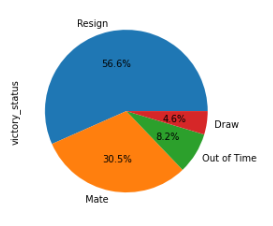 Resign
56.6%
victory_status
4.6%
Draw
8.2%
Out of Time
30.5%
Mate